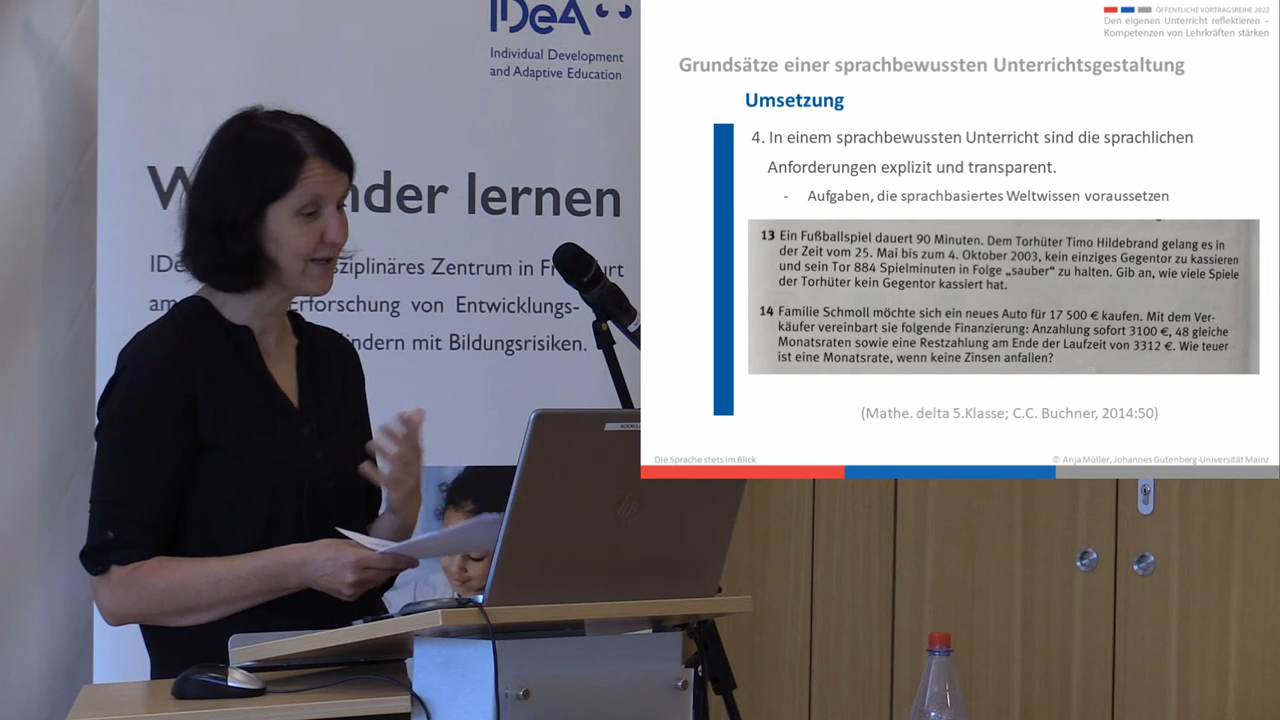 IDeA
Individual Development
and Adaptive Education
lernen
Zentrum in
am
von Entwicklungs-
mit Bildungsrisiken.
ÖFFENTLICHE VORTRAGSREIHE 2022
Den eigenen Unterricht reflektieren –
Kompetenzen von Lehrkräften stärken
Grundsätze einer sprachbewussten Unterrichtsgestaltung
Umsetzung
4. In einem sprachbewussten Unterricht sind die sprachlichen
Anforderungen explizit und transparent.
- Aufgaben, die sprachbasiertes Weltwissen voraussetzen
13 Ein Fußballspiel dauert 90 Minuten. Dem Torhüter Timo Hildebrand gelang es in
der Zeit vom 25. Mai bis zum 4. Oktober 2003, kein einziges Gegentor zu kassieren
und sein Tor 884 Spielminuten in Folge „sauber" zu halten. Gib an, wie viele Spiele
der Torhüter kein Gegentor kassiert hat.
14 Familie Schmoll möchte sich ein neues Auto für 17 500 € kaufen. Mit dem Ver-
käufer vereinbart sie folgende Finanzierung: Anzahlung sofort 3100 €, 48 gleiche
Monatsraten sowie eine Restzahlung am Ende der Laufzeit von 3312 €. Wie teuer
ist eine Monatsrate, wenn keine Zinsen anfallen?
(Mathe. delta 5.Klasse; C.C. Buchner, 2014:50)
Die Sprache stets im Blick
© Anja Müller, Johannes Gutenberg-Universität Mainz
hp